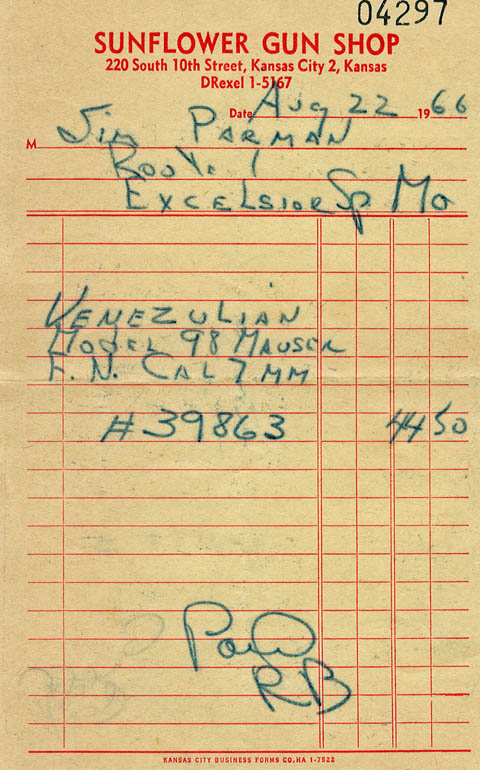 04297
SUNFLOWER GUN SHOP
220 South 10th Street, Kansas City 2, Kansas
DRexel 1-5167
Date Aug 22 1966
M Jim Parman
1
Excelsior Sp Mo
Venezulian
Model 98 Mauser
F.N. Cal 7mm
#39863 44 50
Paid
RB
KANSAS CITY BUSINESS FORMS CO. HA 1-7522